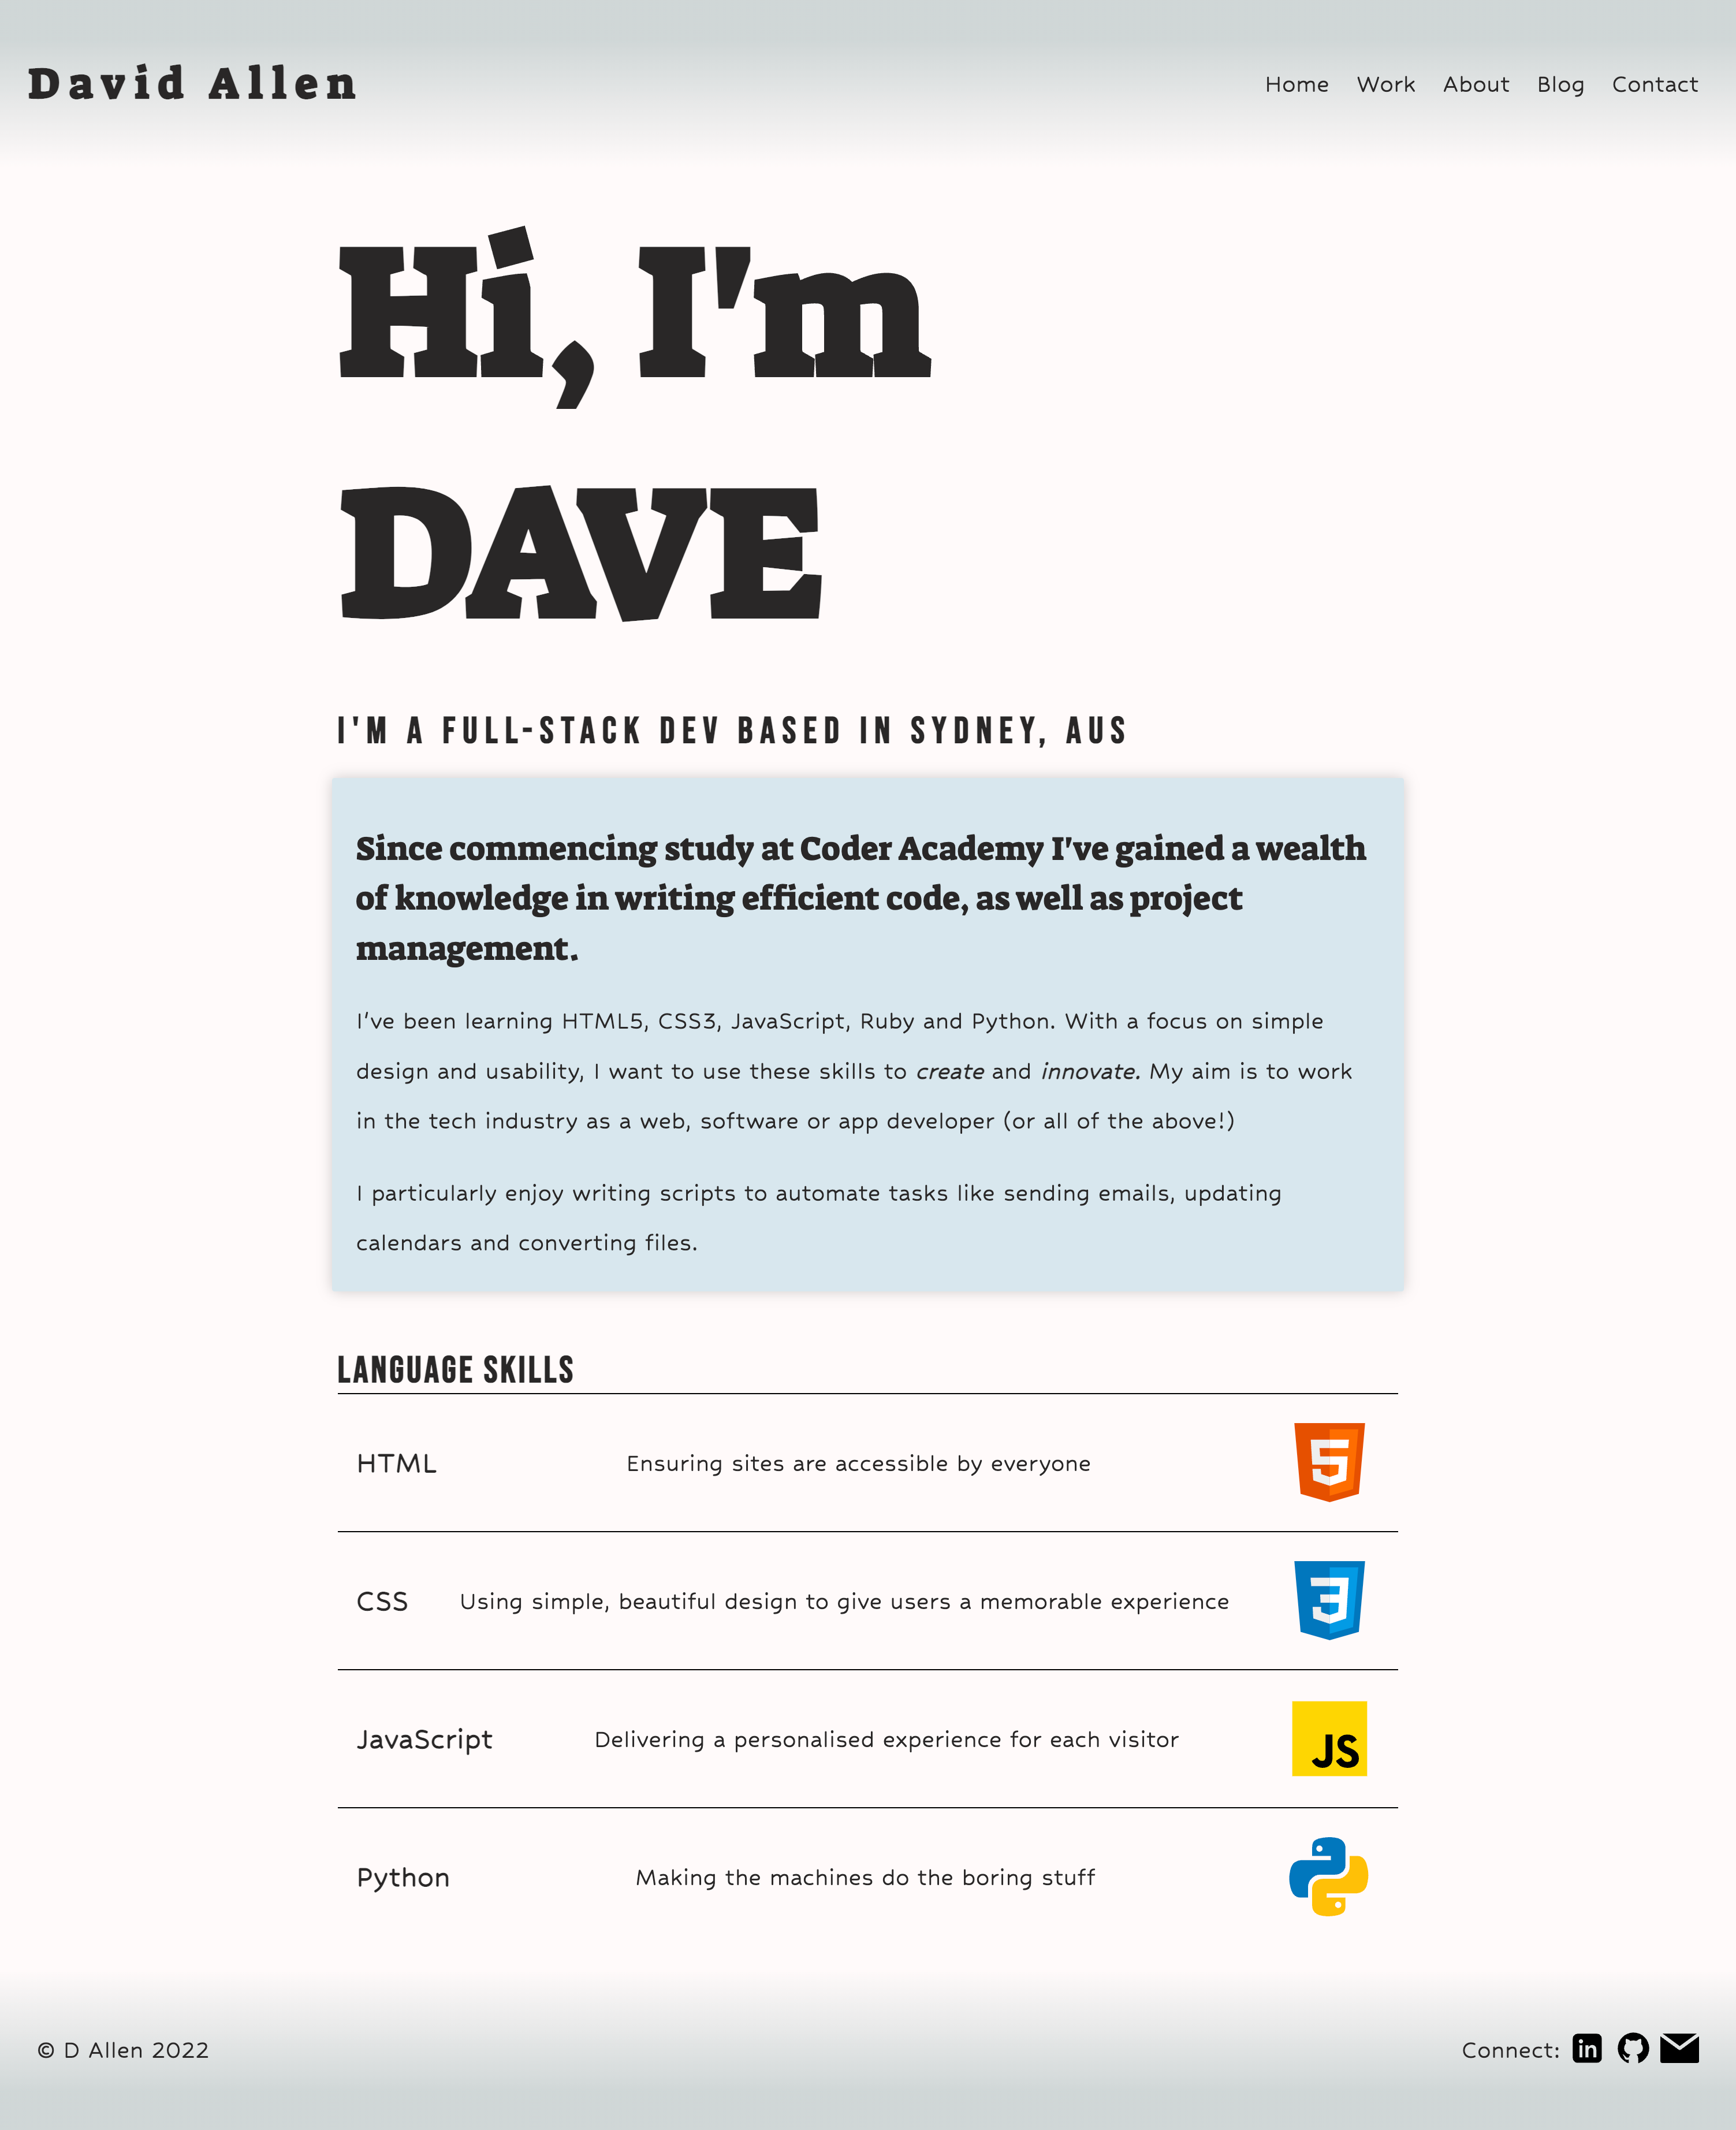 David Allen
Home Work About Blog Contact
Hi, I'm
DAVE
I'M A FULL-STACK DEV BASED IN SYDNEY, AUS
Since commencing study at Coder Academy I've gained a wealth
of knowledge in writing efficient code, as well as project
management.
I've been learning HTML5, CSS3, JavaScript, Ruby and Python. With a focus on simple
design and usability, I want to use these skills to create and innovate. My aim is to work
in the tech industry as a web, software or app developer (or all of the above!)
I particularly enjoy writing scripts to automate tasks like sending emails, updating
calendars and converting files.
LANGUAGE SKILLS
HTML Ensuring sites are accessible by everyone 5
CSS Using simple, beautiful design to give users a memorable experience 3
JavaScript Delivering a personalised experience for each visitor JS
Python Making the machines do the boring stuff
© D Allen 2022
Connect: in